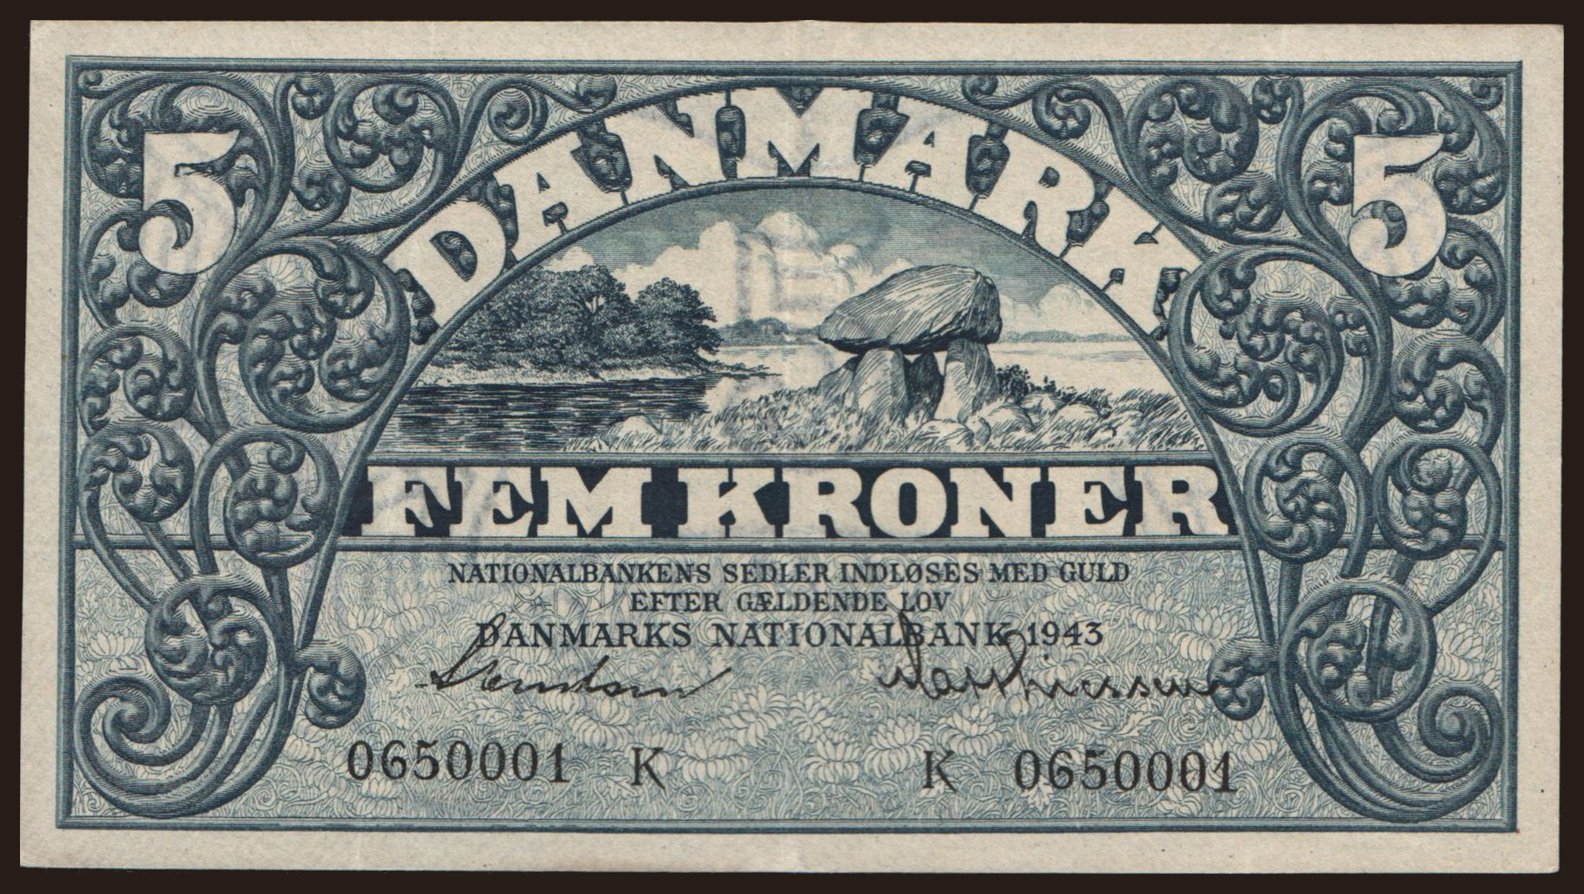 5 DANMARK 5
FEM KRONER
NATIONALBANKENS SEDLER INDLØSES MED GULD
EFTER GÆLDENDE LOV
DANMARKS NATIONALBANK 1943
0650001 K K 0650001